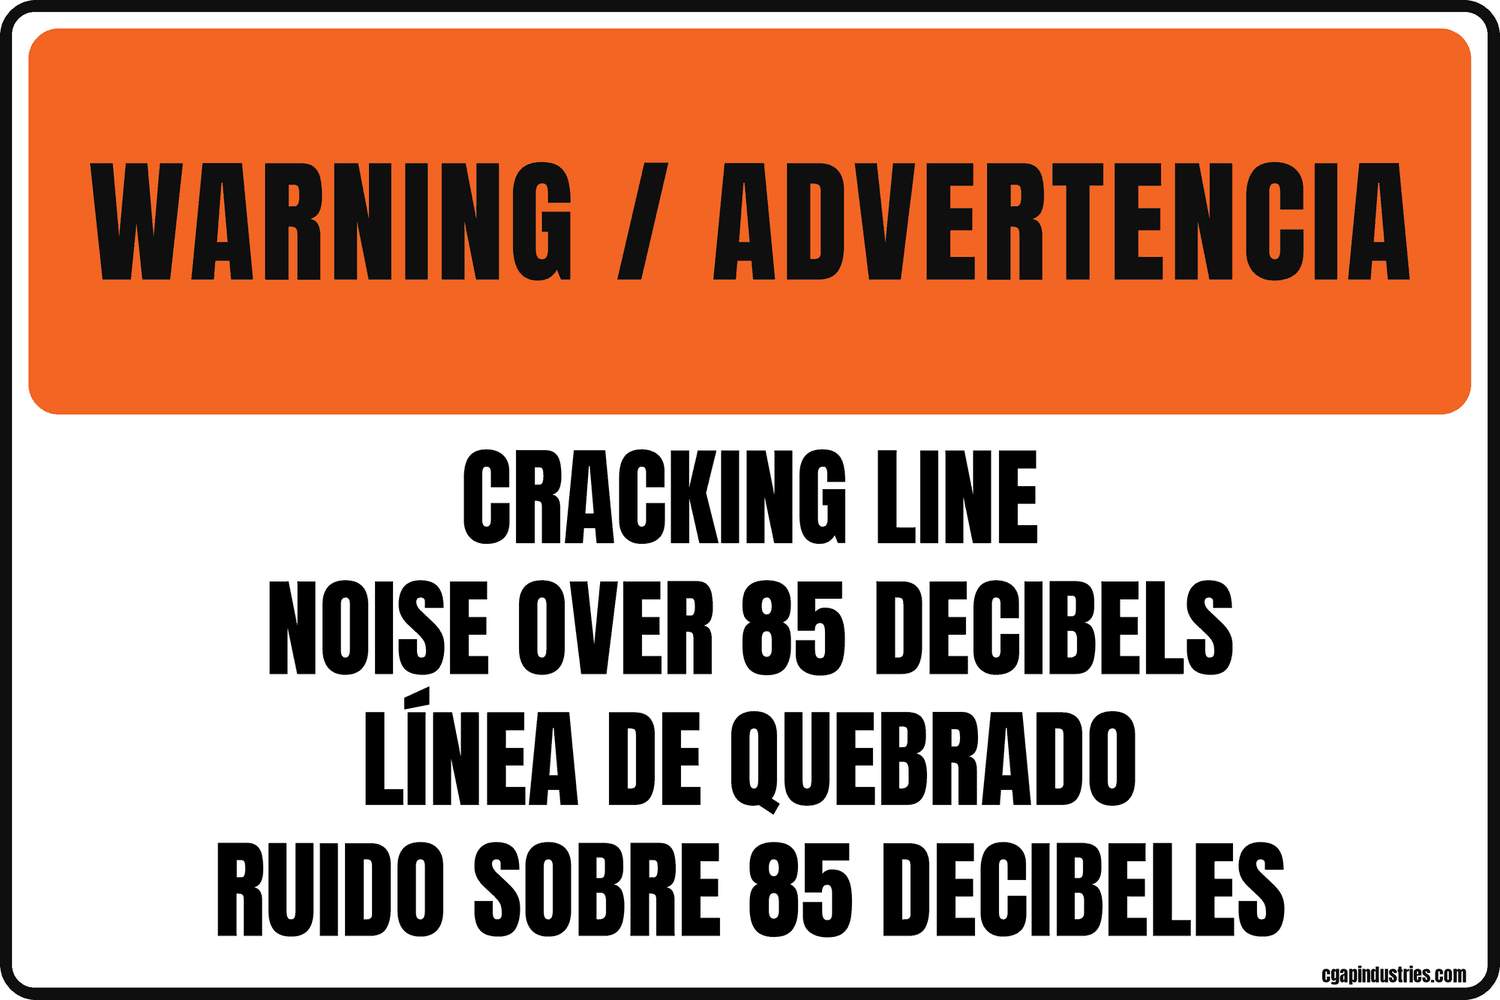 WARNING / ADVERTENCIA
CRACKING LINE
NOISE OVER 85 DECIBELS
LÍNEA DE QUEBRADO
RUIDO SOBRE 85 DECIBELES
cgapindustries.com